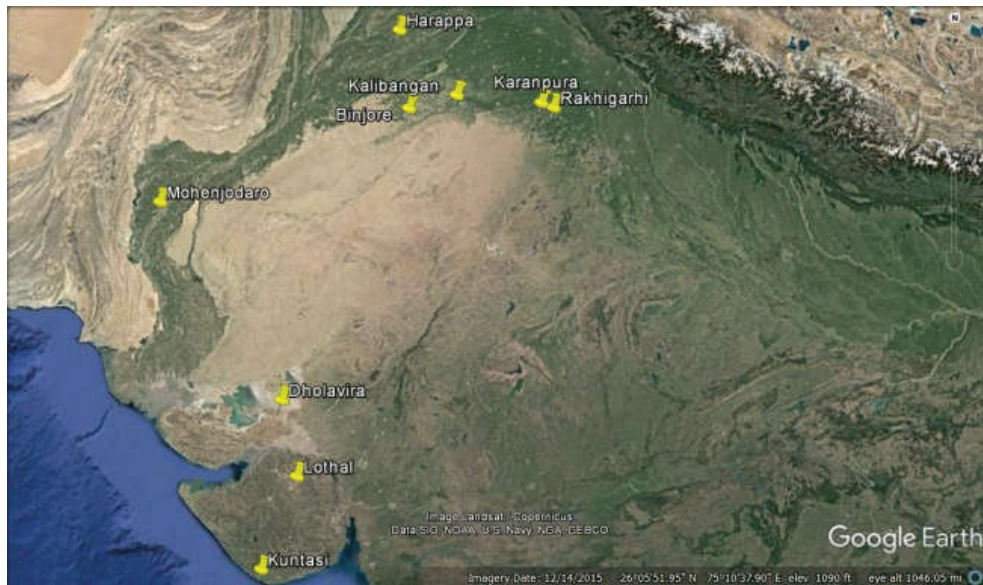 Harappa
Kalibangan
Karanpura
Rakhigarhi
Binjore
Mohenjodaro
Dholavira
Lothal
Kuntasi
Image Landsat / Copernicus
Data SIO, NOAA, U.S. Navy, NGA, GEBCO
Google Earth
Imagery Date: 12/14/2015 26°05'51.95" N 75°10'37.90" E elev 1090 ft eye alt 1046.05 mi
N